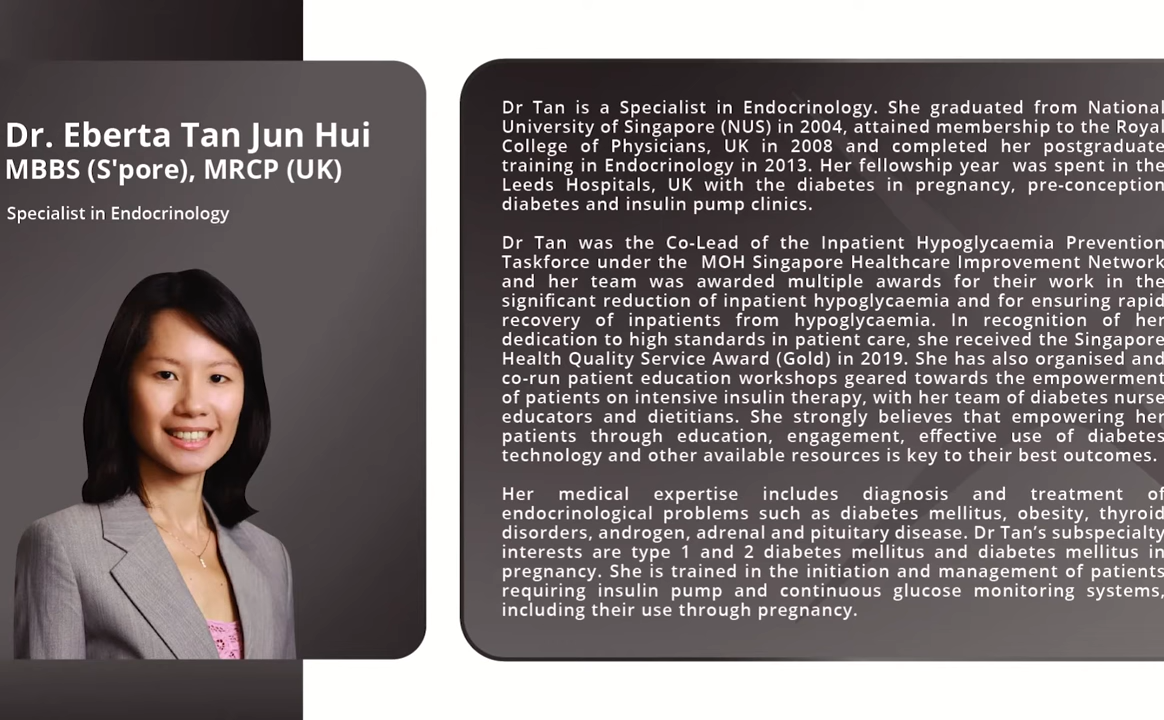 Dr. Eberta Tan Jun Hui
MBBS (S'pore), MRCP (UK)
Specialist in Endocrinology
Dr Tan is a Specialist in Endocrinology. She graduated from National
University of Singapore (NUS) in 2004, attained membership to the Royal
College of Physicians, UK in 2008 and completed her postgraduate
training in Endocrinology in 2013. Her fellowship year was spent in the
Leeds Hospitals, UK with the diabetes in pregnancy, pre-conception
diabetes and insulin pump clinics.
Dr Tan was the Co-Lead of the Inpatient Hypoglycaemia Prevention
Taskforce under the MOH Singapore Healthcare Improvement Network
and her team was awarded multiple awards for their work in the
significant reduction of inpatient hypoglycaemia and for ensuring rapid
recovery of inpatients from hypoglycaemia. In recognition of her
dedication to high standards in patient care, she received the Singapore
Health Quality Service Award (Gold) in 2019. She has also organised and
co-run patient education workshops geared towards the empowerment
of patients on intensive insulin therapy, with her team of diabetes nurse
educators and dietitians. She strongly believes that empowering her
patients through education, engagement, effective use of diabetes
technology and other available resources is key to their best outcomes.
Her medical expertise includes diagnosis and treatment of
endocrinological problems such as diabetes mellitus, obesity, thyroid
disorders, androgen, adrenal and pituitary disease. Dr Tan’s subspecialty
interests are type 1 and 2 diabetes mellitus and diabetes mellitus in
pregnancy. She is trained in the initiation and management of patients
requiring insulin pump and continuous glucose monitoring systems,
including their use through pregnancy.